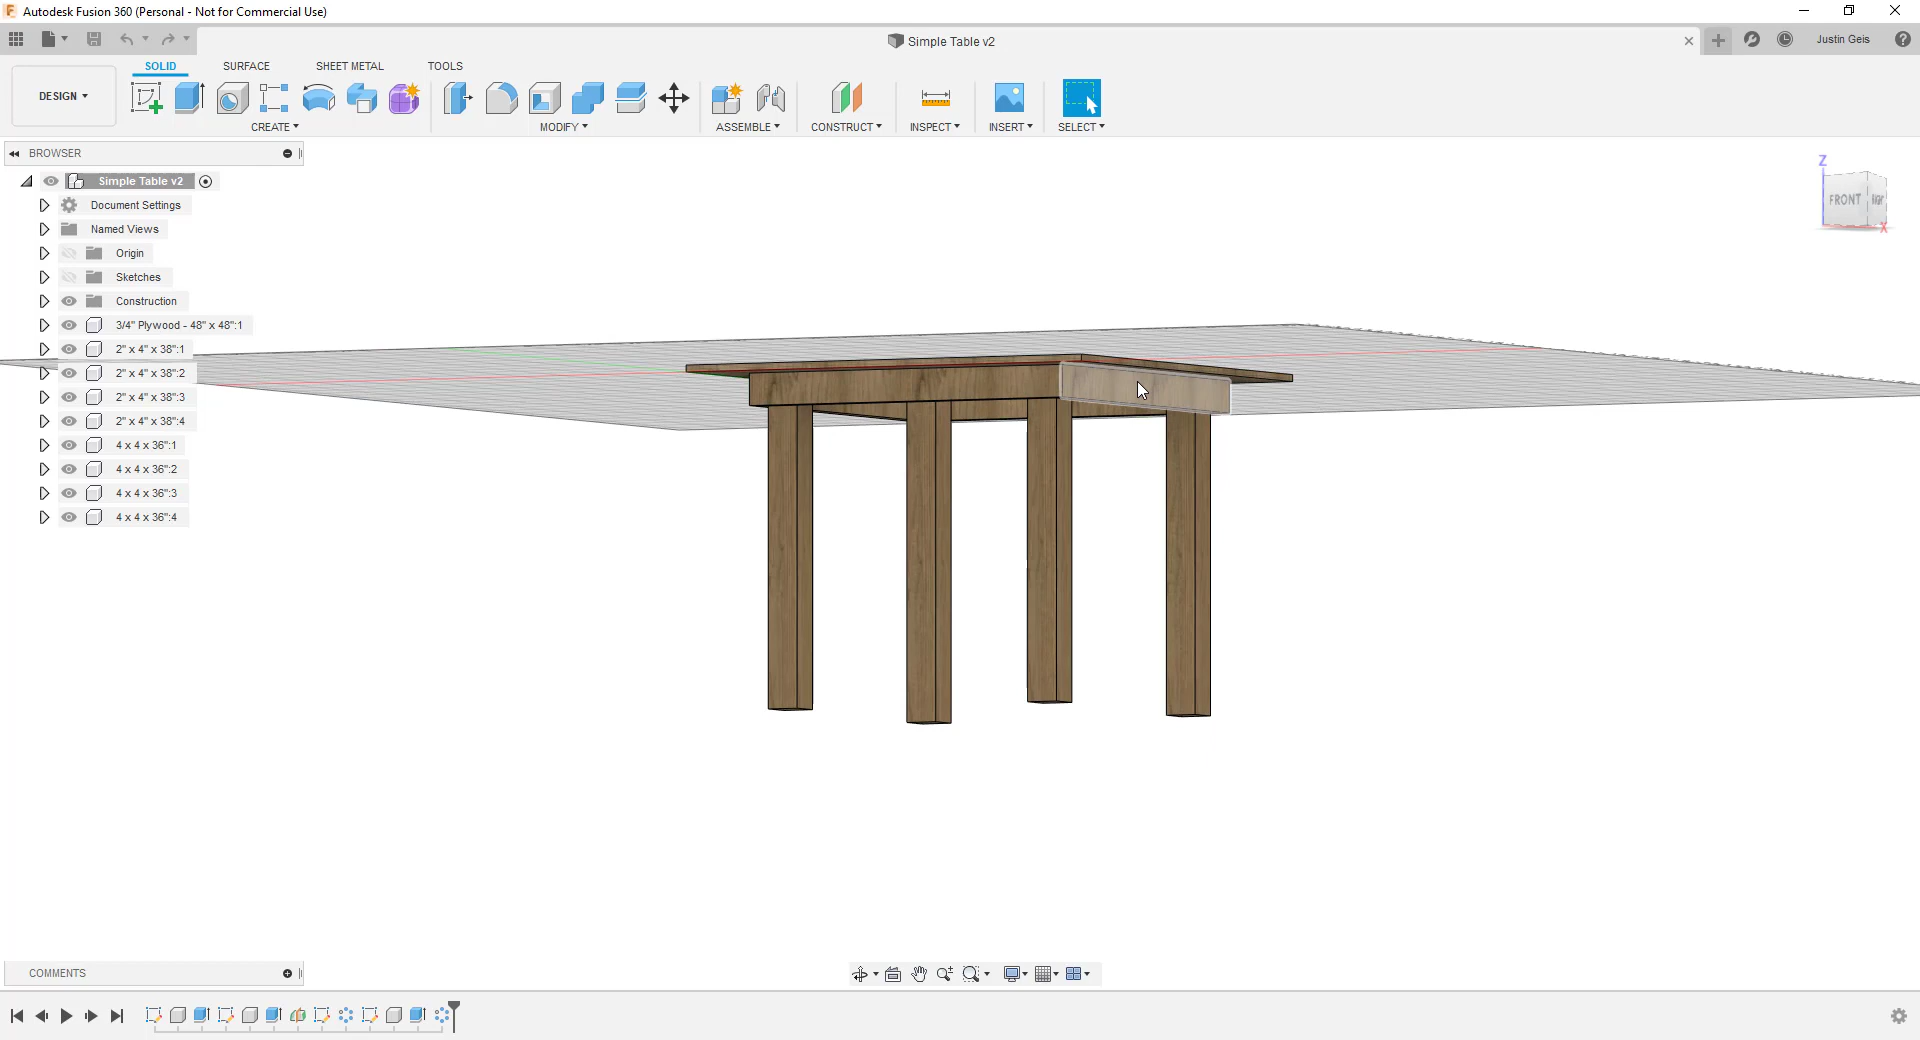 Autodesk Fusion 360 (Personal - Not for Commercial Use)
Simple Table v2
Justin Geis
SOLID SURFACE SHEET METAL TOOLS
DESIGN
CREATE MODIFY ASSEMBLE CONSTRUCT INSPECT INSERT SELECT
BROWSER
Simple Table v2
Document Settings
Named Views
Origin
Sketches
Construction
3/4" Plywood - 48" x 48":1
2" x 4" x 38":1
2" x 4" x 38":2
2" x 4" x 38":3
2" x 4" x 38":4
4 x 4 x 36":1
4 x 4 x 36":2
4 x 4 x 36":3
4 x 4 x 36":4
Z
FRONT
RIGHT
X
COMMENTS